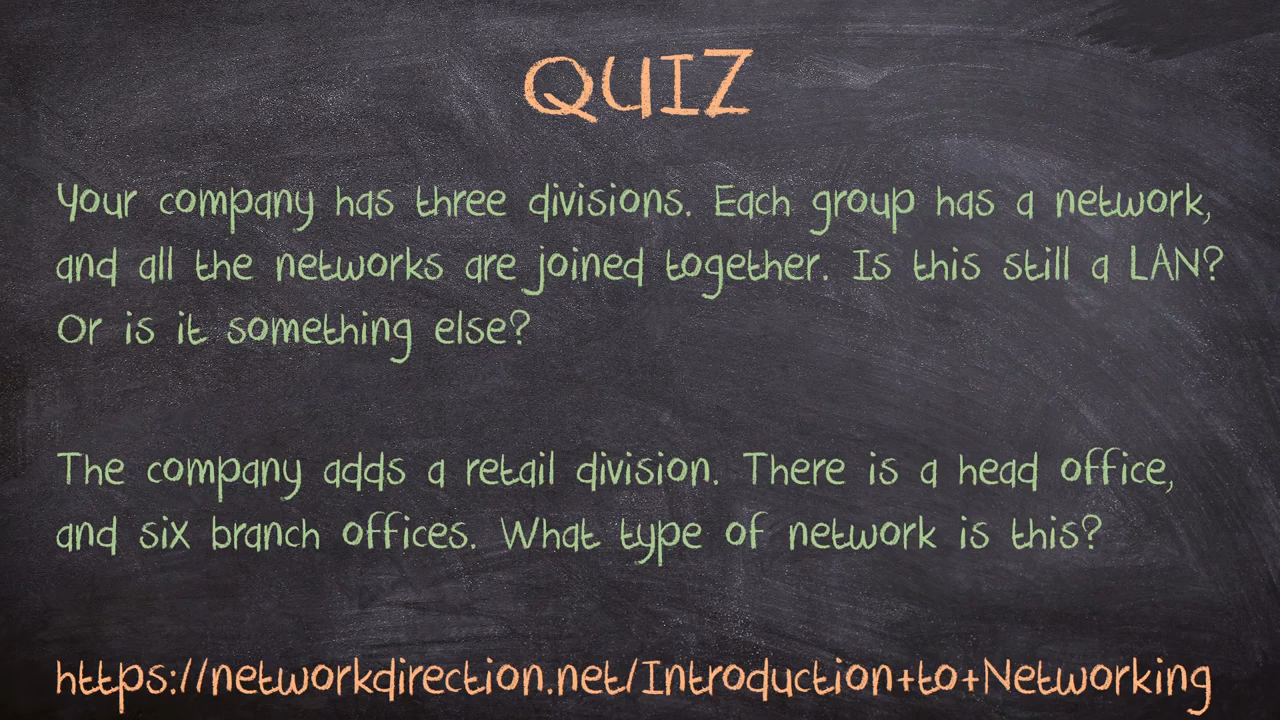 QUIZ
Your company has three divisions. Each group has a network,
and all the networks are joined together. Is this still a LAN?
Or is it something else?
The company adds a retail division. There is a head office,
and six branch offices. What type of network is this?
https://networkdirection.net/Introduction+to+Networking